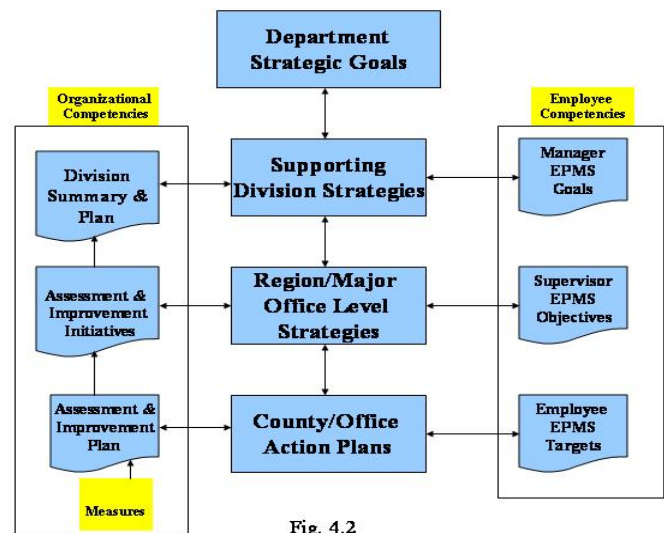 Department
Strategic Goals
Organizational
Competencies
Employee
Competencies
Division
Summary &
Plan
Supporting
Division Strategies
Manager
EPMS
Goals
Assessment &
Improvement
Initiatives
Region/Major
Office Level
Strategies
Supervisor
EPMS
Objectives
Assessment &
Improvement
Plan
County/Office
Action Plans
Employee
EPMS
Targets
Measures
Fig. 4.2